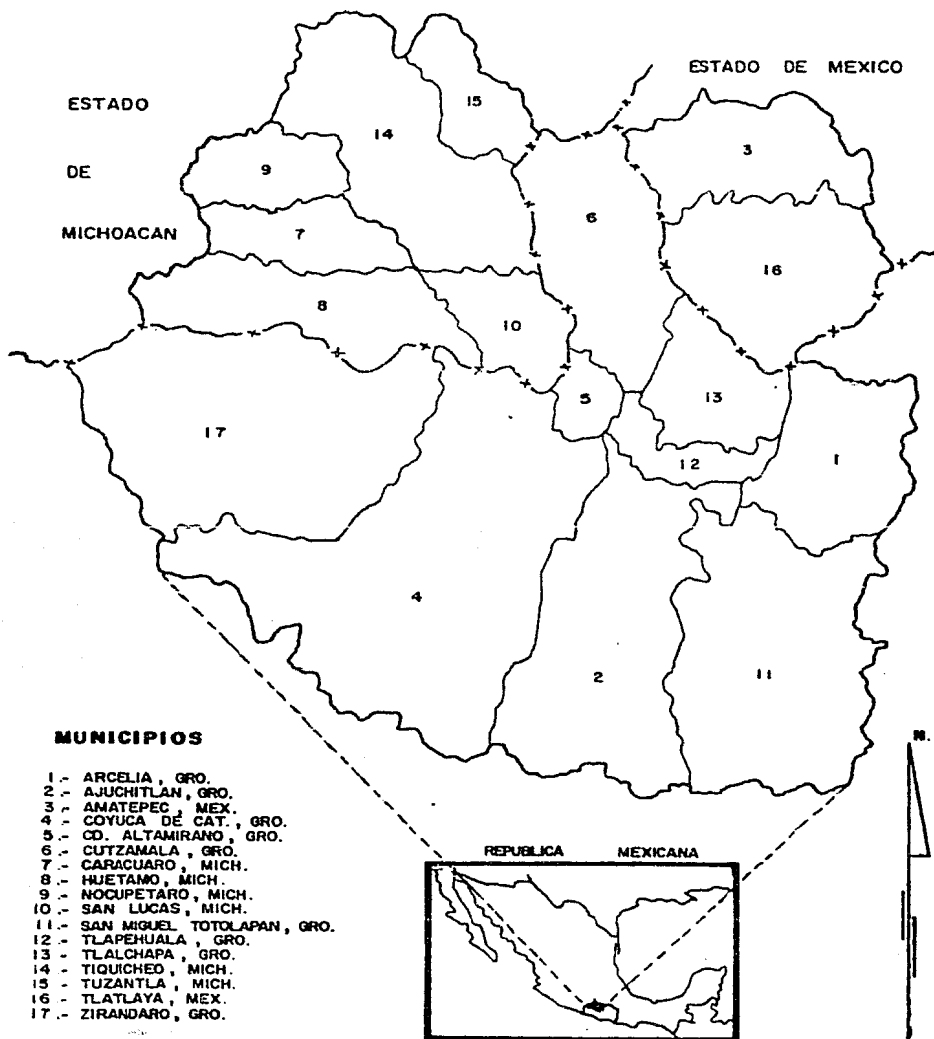 ESTADO DE MEXICO
ESTADO
DE
MICHOACAN
15
14
3
9
6
7
16
8
10
5
13
17
12
1
4
2
11
MUNICIPIOS
1.- ARCELIA, GRO.
2.- AJUCHITLAN, GRO.
3.- AMATEPEC, MEX.
4.- COYUCA DE CAT., GRO.
5.- CD. ALTAMIRANO, GRO.
6.- CUTZAMALA, GRO.
7.- CARACUARO, MICH.
8.- HUETAMO, MICH.
9.- NOCUPETARO, MICH.
10.- SAN LUCAS, MICH.
11.- SAN MIGUEL TOTOLAPAN, GRO.
12.- TLAPEHUALA, GRO.
13.- TLALCHAPA, GRO.
14.- TIQUICHEO, MICH.
15.- TUZANTLA, MICH.
16.- TLATLAYA, MEX.
17.- ZIRANDARO, GRO.
REPUBLICA MEXICANA
N.